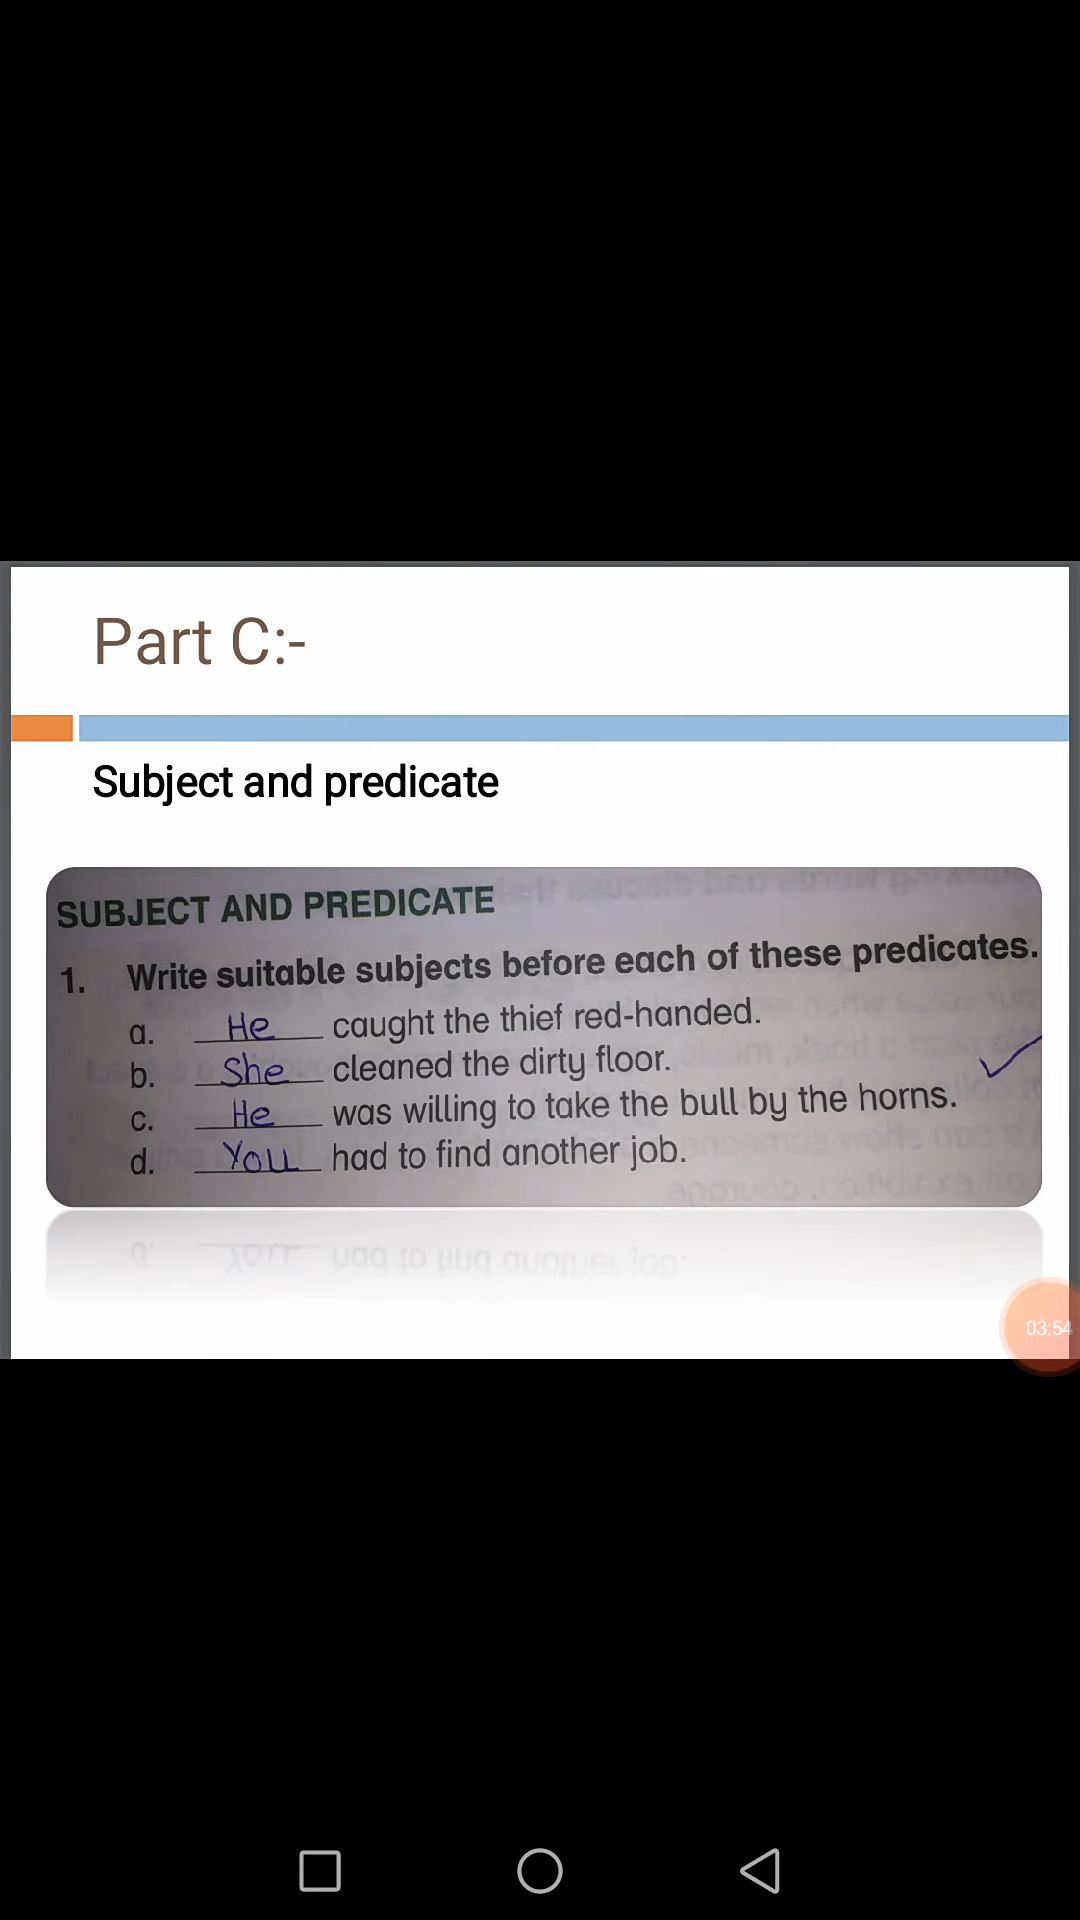 Part C:-
Subject and predicate
SUBJECT AND PREDICATE
1. Write suitable subjects before each of these predicates.
a. He caught the thief red-handed.
b. She cleaned the dirty floor.
c. He was willing to take the bull by the horns.
d. You had to find another job.
03:54